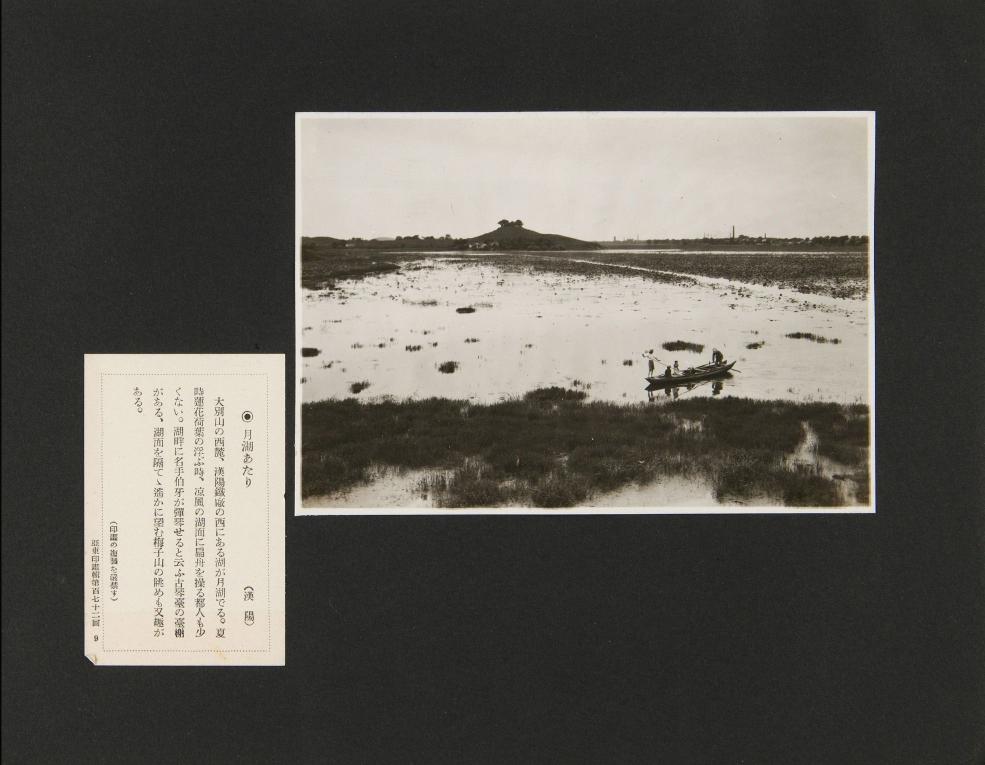 ◉月湖あたり
(漢陽)
大別山の西麓、漢陽鐵廠の西にある湖が月湖でる。夏
時蓮花荷葉の浮ぶ時、凉風の湖面に扁舟を操る都人も少
くない。湖畔に名手伯牙が彈琴せると云ふ古琴臺の臺榭
がある、湖面を隔てゝ遙かに望む梅子山の眺めも又趣が
ある。
(印畫の複製を嚴禁す)
亞東印畫輯第百七十二回 9